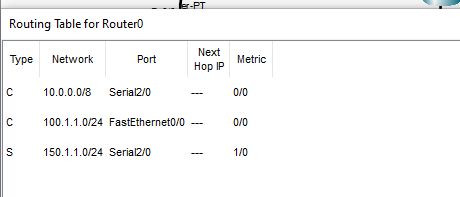 er-PT
Routing Table for Router0
Type Network Port Next Hop IP Metric
C 10.0.0.0/8 Serial2/0 --- 0/0
C 100.1.1.0/24 FastEthernet0/0 --- 0/0
S 150.1.1.0/24 Serial2/0 --- 1/0